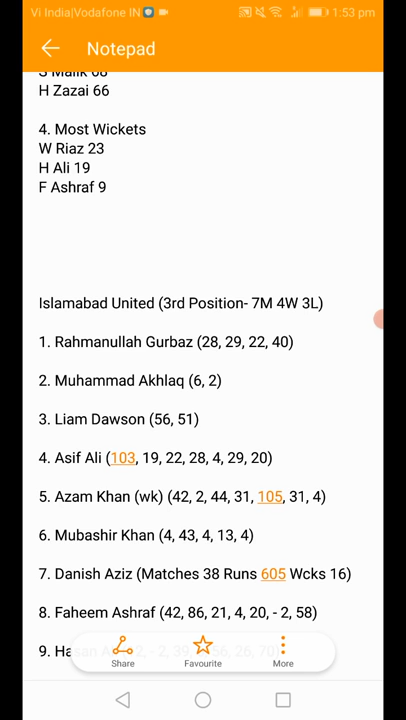 Vi India|Vodafone IN 1:53 pm
Notepad
S Malik 68
H Zazai 66
4. Most Wickets
W Riaz 23
H Ali 19
F Ashraf 9
Islamabad United (3rd Position- 7M 4W 3L)
1. Rahmanullah Gurbaz (28, 29, 22, 40)
2. Muhammad Akhlaq (6, 2)
3. Liam Dawson (56, 51)
4. Asif Ali (103, 19, 22, 28, 4, 29, 20)
5. Azam Khan (wk) (42, 2, 44, 31, 105, 31, 4)
6. Mubashir Khan (4, 43, 4, 13, 4)
7. Danish Aziz (Matches 38 Runs 605 Wcks 16)
8. Faheem Ashraf (42, 86, 21, 4, 20, - 2, 58)
9. Hasan
Share Favourite More